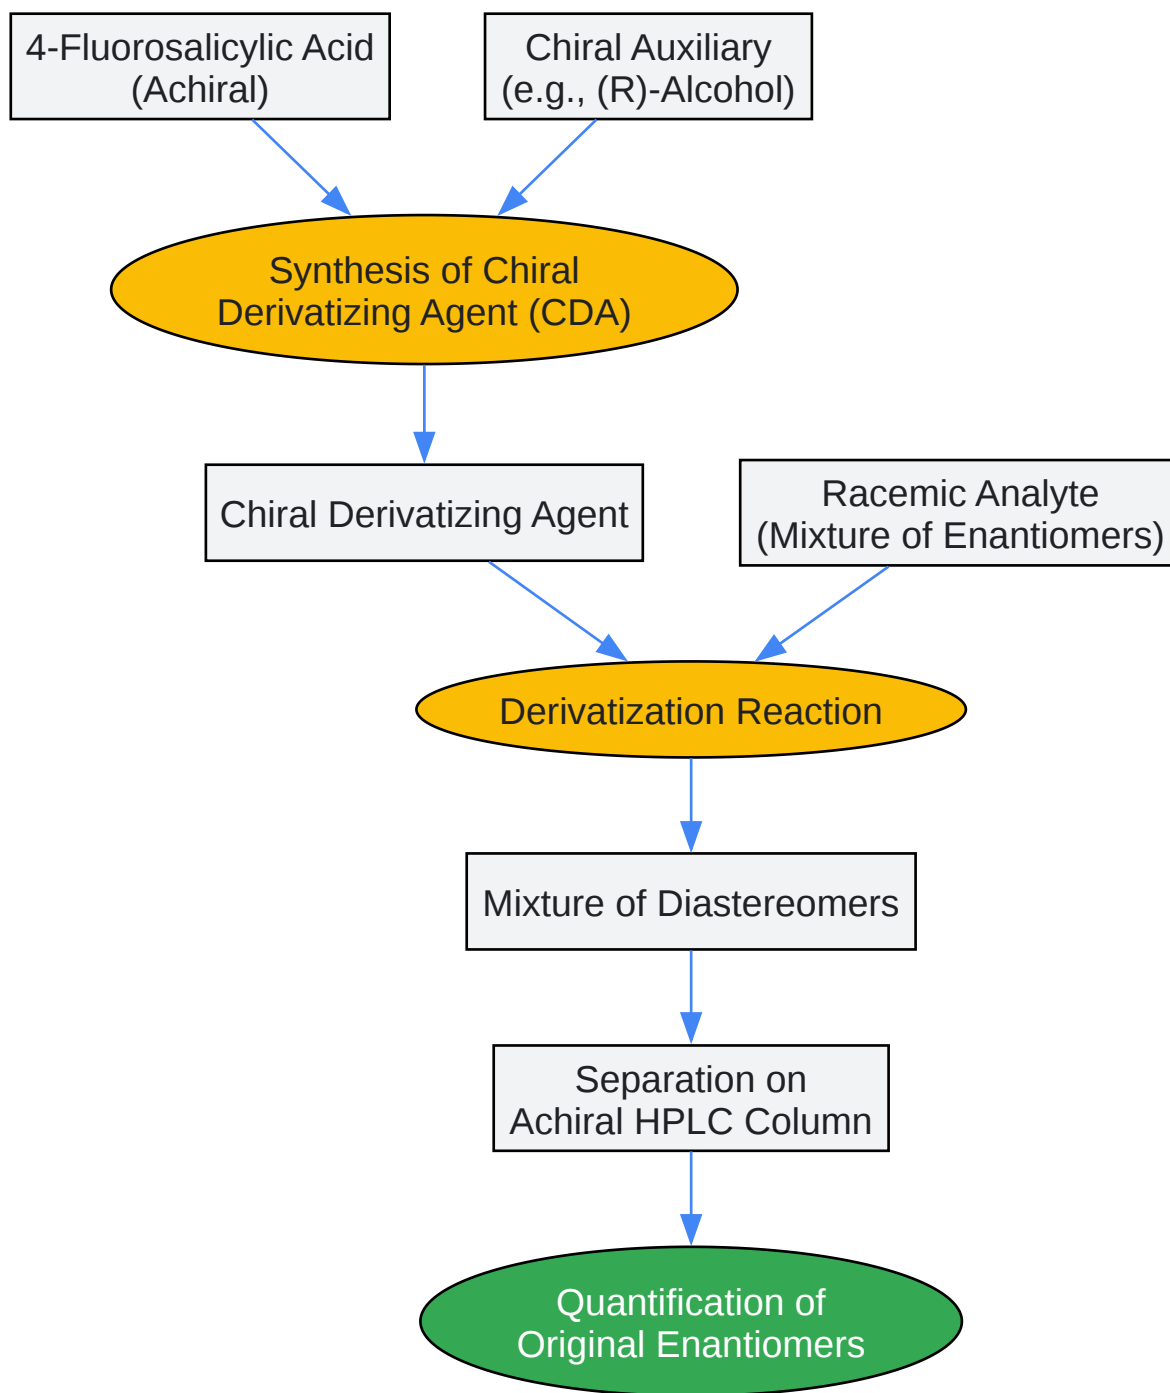 4-Fluorosalicylic Acid
(Achiral)
Chiral Auxiliary
(e.g., (R)-Alcohol)
Synthesis of Chiral
Derivatizing Agent (CDA)
Chiral Derivatizing Agent
Racemic Analyte
(Mixture of Enantiomers)
Derivatization Reaction
Mixture of Diastereomers
Separation on
Achiral HPLC Column
Quantification of
Original Enantiomers